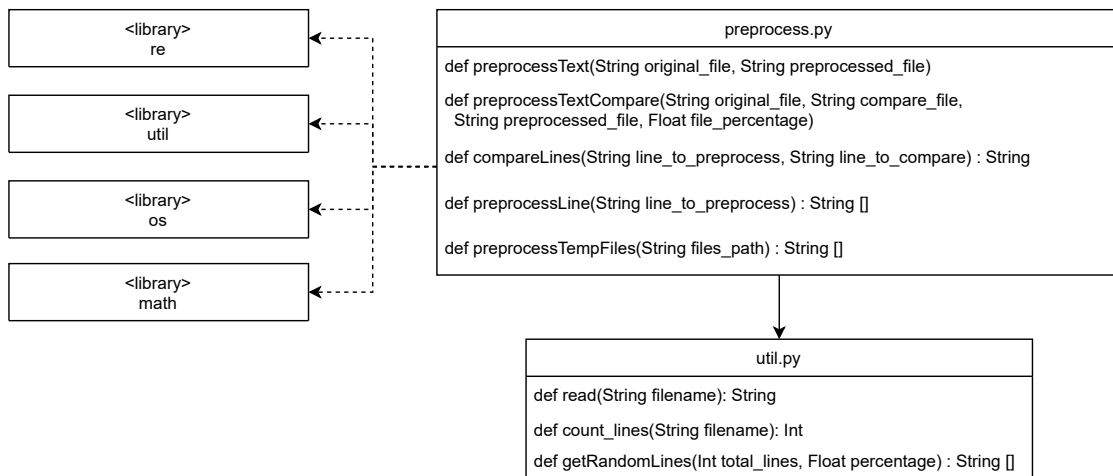 <library>
re
<library>
util
<library>
os
<library>
math
preprocess.py
def preprocessText(String original_file, String preprocessed_file)
def preprocessTextCompare(String original_file, String compare_file,
String preprocessed_file, Float file_percentage)
def compareLines(String line_to_preprocess, String line_to_compare) : String
def preprocessLine(String line_to_preprocess) : String []
def preprocessTempFiles(String files_path) : String []
util.py
def read(String filename): String
def count_lines(String filename): Int
def getRandomLines(Int total_lines, Float percentage) : String []